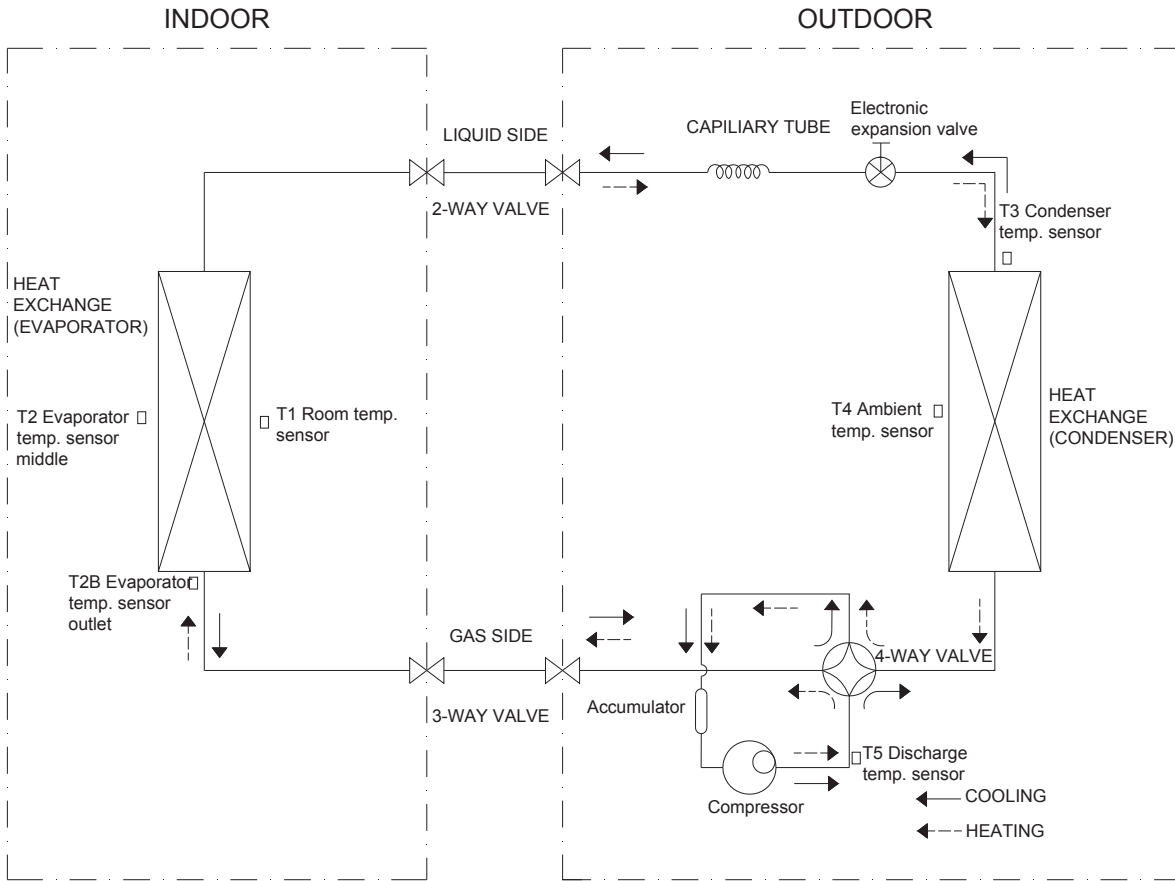 INDOOR
OUTDOOR
LIQUID SIDE
CAPILIARY TUBE
Electronic
expansion valve
2-WAY VALVE
T3 Condenser
temp. sensor
HEAT
EXCHANGE
(EVAPORATOR)
T2 Evaporator
temp. sensor
middle
T1 Room temp.
sensor
T4 Ambient
temp. sensor
HEAT
EXCHANGE
(CONDENSER)
T2B Evaporator
temp. sensor
outlet
GAS SIDE
4-WAY VALVE
3-WAY VALVE
Accumulator
Compressor
T5 Discharge
temp. sensor
COOLING
HEATING